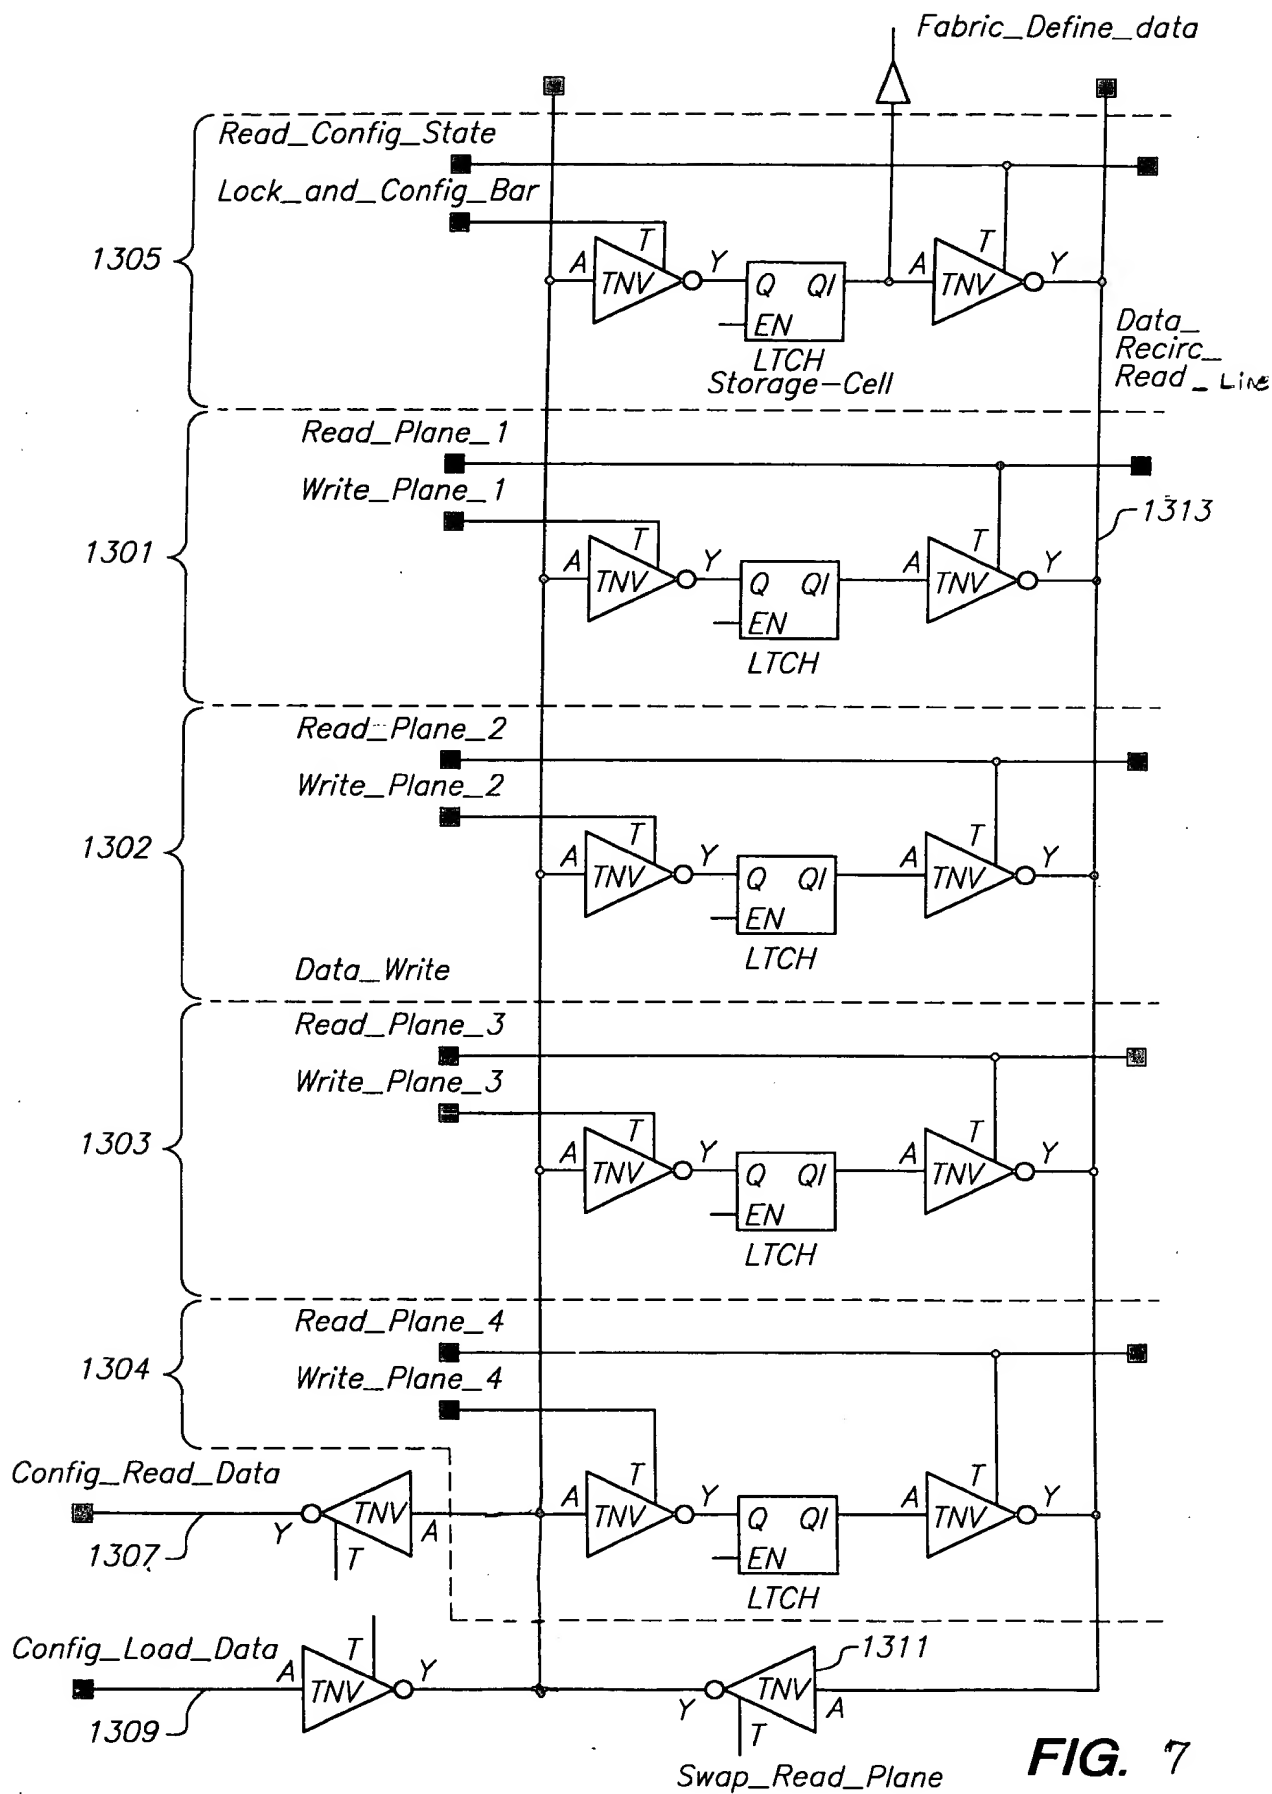 Fabric_Define_data
Read_Config_State
Lock_and_Config_Bar
1305
T T
A TNV Y Q QI A TNV Y
EN
LTCH
Storage-Cell
Data_
Recirc_
Read_Line
Read_Plane_1
Write_Plane_1
1313
1301
T T
A TNV Y Q QI A TNV Y
EN
LTCH
Read_Plane_2
Write_Plane_2
1302
T T
A TNV Y Q QI A TNV Y
EN
LTCH
Data_Write
Read_Plane_3
Write_Plane_3
1303
T T
A TNV Y Q QI A TNV Y
EN
LTCH
Read_Plane_4
1304
Write_Plane_4
Config_Read_Data
T T
Y TNV A A TNV Y Q QI A TNV Y
1307 T
EN
LTCH
Config_Load_Data T
1311
A TNV Y Y TNV A
1309
T
Swap_Read_Plane
FIG. 7